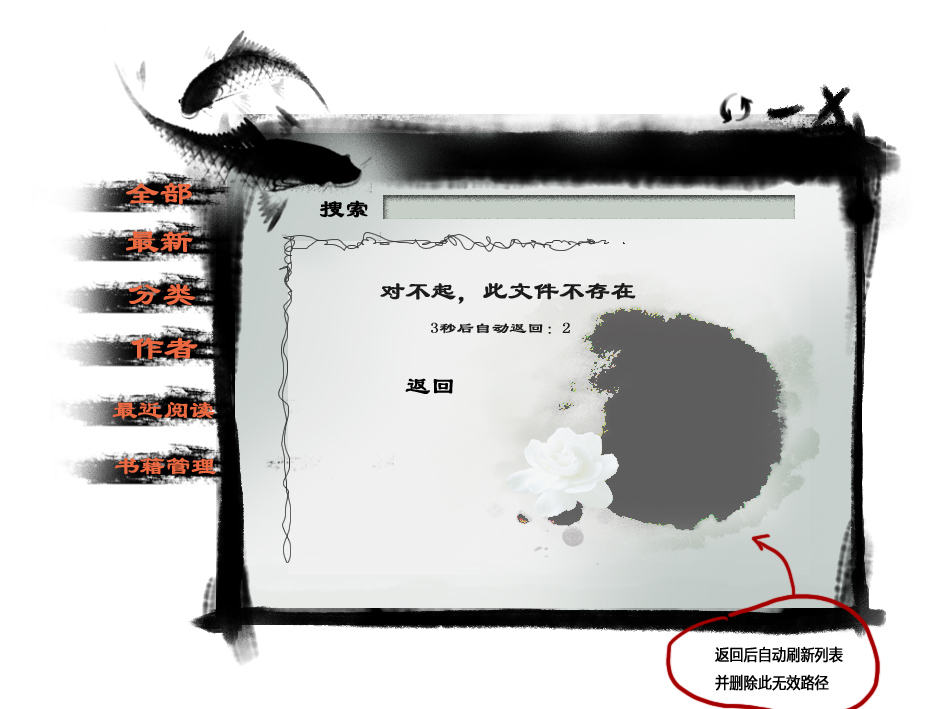 全部
最新
分类
作者
最近阅读
书籍管理
搜索
对不起，此文件不存在
3秒后自动返回：2
返回
返回后自动刷新列表
并删除此无效路径